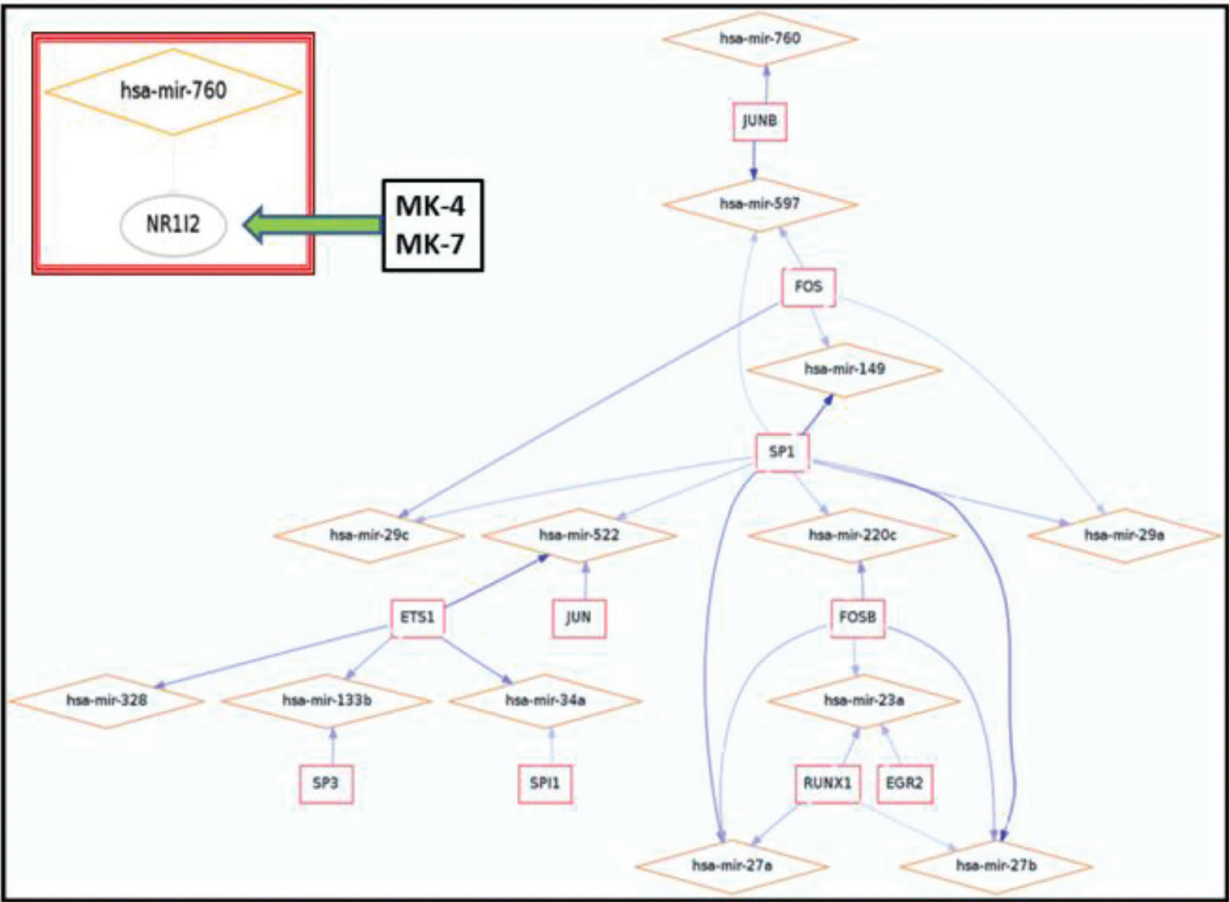 hsa-mir-760
NR1I2
MK-4
MK-7
hsa-mir-760
JUNB
hsa-mir-597
FOS
hsa-mir-149
SP1
hsa-mir-29c
hsa-mir-522
hsa-mir-220c
hsa-mir-29a
ETS1
JUN
FOSB
hsa-mir-328
hsa-mir-133b
hsa-mir-34a
hsa-mir-23a
SP3
SPI1
RUNX1
EGR2
hsa-mir-27a
hsa-mir-27b